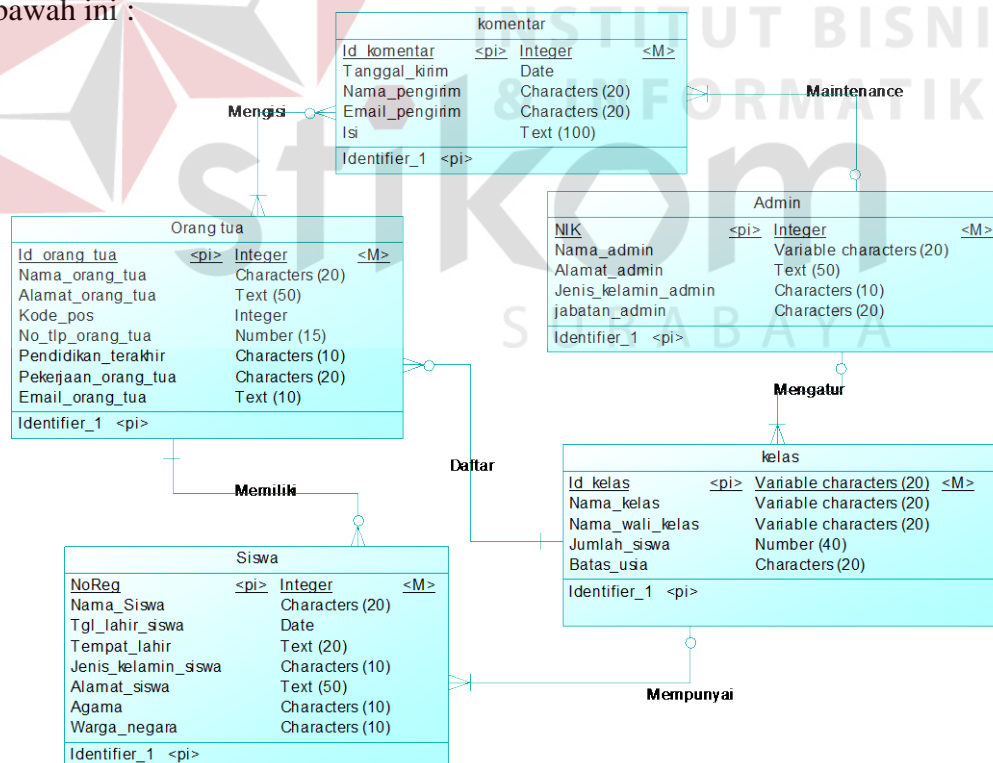 bawah ini :
INSTITUT BISNI
& INFORMATIKA
stikom
SURABAYA
komentar
Id_komentar <pi> Integer <M>
Tanggal_kirim Date
Nama_pengirim Characters (20)
Email_pengirim Characters (20)
Isi Text (100)
Identifier_1 <pi>
Mengisi
Maintenance
Orang tua
Id_orang_tua <pi> Integer <M>
Nama_orang_tua Characters (20)
Alamat_orang_tua Text (50)
Kode_pos Integer
No_tlp_orang_tua Number (15)
Pendidikan_terakhir Characters (10)
Pekerjaan_orang_tua Characters (20)
Email_orang_tua Text (10)
Identifier_1 <pi>
Admin
NIK <pi> Integer <M>
Nama_admin Variable characters (20)
Alamat_admin Text (50)
Jenis_kelamin_admin Characters (10)
jabatan_admin Characters (20)
Identifier_1 <pi>
Mengatur
Daftar
Memiliki
kelas
Id_kelas <pi> Variable characters (20) <M>
Nama_kelas Variable characters (20)
Nama_wali_kelas Variable characters (20)
Jumlah_siswa Number (40)
Batas_usia Characters (20)
Identifier_1 <pi>
Siswa
NoReg <pi> Integer <M>
Nama_Siswa Characters (20)
Tgl_lahir_siswa Date
Tempat_lahir Text (20)
Jenis_kelamin_siswa Characters (10)
Alamat_siswa Text (50)
Agama Characters (10)
Warga_negara Characters (10)
Identifier_1 <pi>
Mempunyai